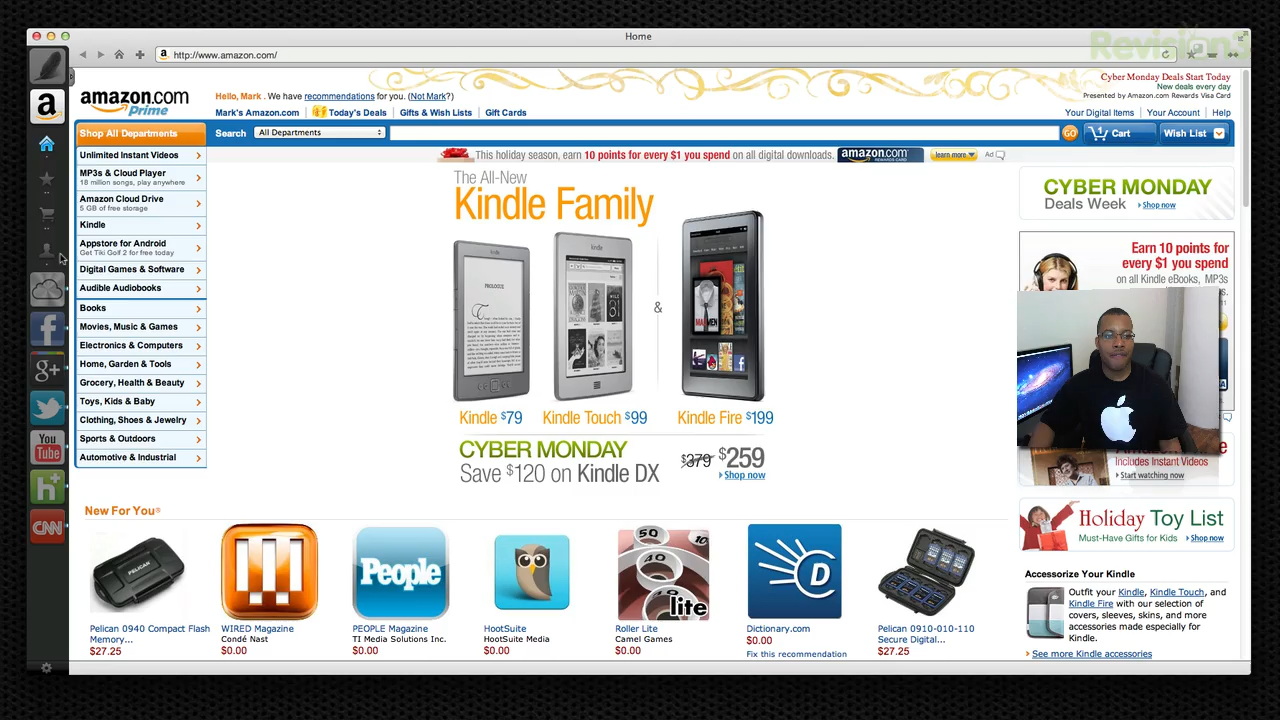 Home
Revision3
http://www.amazon.com/
Cyber Monday Deals Start Today
New deals every day
Presented by Amazon.com Rewards Visa Card
amazon.com
Prime
Hello, Mark . We have recommendations for you. (Not Mark?)
Mark's Amazon.com
Today's Deals
Gifts & Wish Lists
Gift Cards
Your Digital Items
Your Account
Help
Shop All Departments
Search
All Departments
GO
1 Cart
Wish List
This holiday season, earn 10 points for every $1 you spend on all digital downloads.
amazon.com
learn more
Ad
Unlimited Instant Videos
MP3s & Cloud Player
18 million songs, play anywhere
Amazon Cloud Drive
5 GB of free storage
Kindle
Appstore for Android
Get Tiki Golf 2 for free today
Digital Games & Software
Audible Audiobooks
Books
Movies, Music & Games
Electronics & Computers
Home, Garden & Tools
Grocery, Health & Beauty
Toys, Kids & Baby
Clothing, Shoes & Jewelry
Sports & Outdoors
Automotive & Industrial
The All-New
Kindle Family
kindle
PROLOGUE
&
Kindle $79
Kindle Touch $99
Kindle Fire $199
CYBER MONDAY
Save $120 on Kindle DX
$379 $259
Shop now
CYBER MONDAY
Deals Week
Shop now
Earn 10 points for
every $1 you spend
on all Kindle eBooks, MP3s
Includes Instant Videos
Start watching now
Holiday Toy List
Must-Have Gifts for Kids
Shop now
Accessorize Your Kindle
Outfit your Kindle, Kindle Touch, and
Kindle Fire with our selection of
covers, sleeves, skins, and more
accessories made especially for
Kindle.
See more Kindle accessories
New For You®
PELICAN
People
50
10
40
lite
D
Pelican 0940 Compact Flash
Memory...
$27.25
WIRED Magazine
Condé Nast
$0.00
PEOPLE Magazine
TI Media Solutions Inc.
$0.00
HootSuite
HootSuite Media
$0.00
Roller Lite
Camel Games
$0.00
Dictionary.com
$0.00
Fix this recommendation
Pelican 0910-010-110
Secure Digital...
$27.25
a
f
g+
You
Tube
h+
CNN